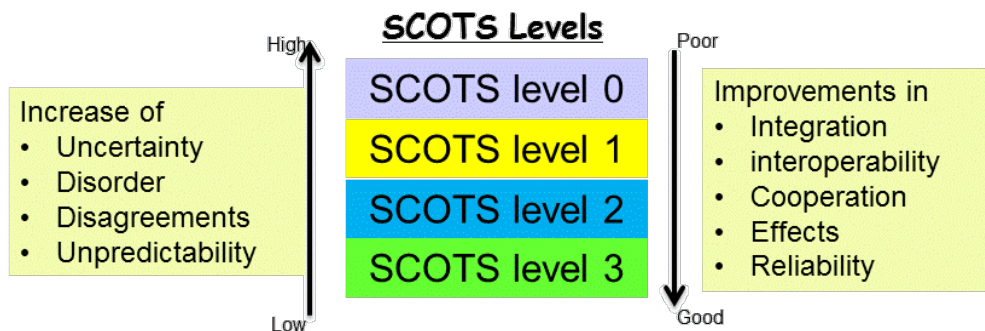 SCOTS Levels
High
Poor
SCOTS level 0
SCOTS level 1
SCOTS level 2
SCOTS level 3
Increase of
• Uncertainty
• Disorder
• Disagreements
• Unpredictability
Improvements in
• Integration
• interoperability
• Cooperation
• Effects
• Reliability
Low
Good